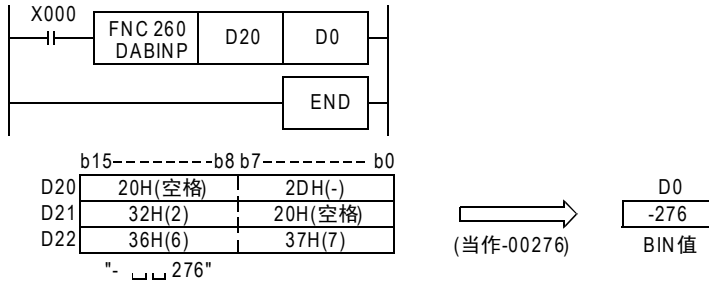 X000
FNC 260
DABINP
D20
D0
END
b15---------b8 b7-------- b0
D20 20H(空格) 2DH(-)
D21 32H(2) 20H(空格)
D22 36H(6) 37H(7)
"- ␣␣ 276"
(当作-00276)
D0
-276
BIN值